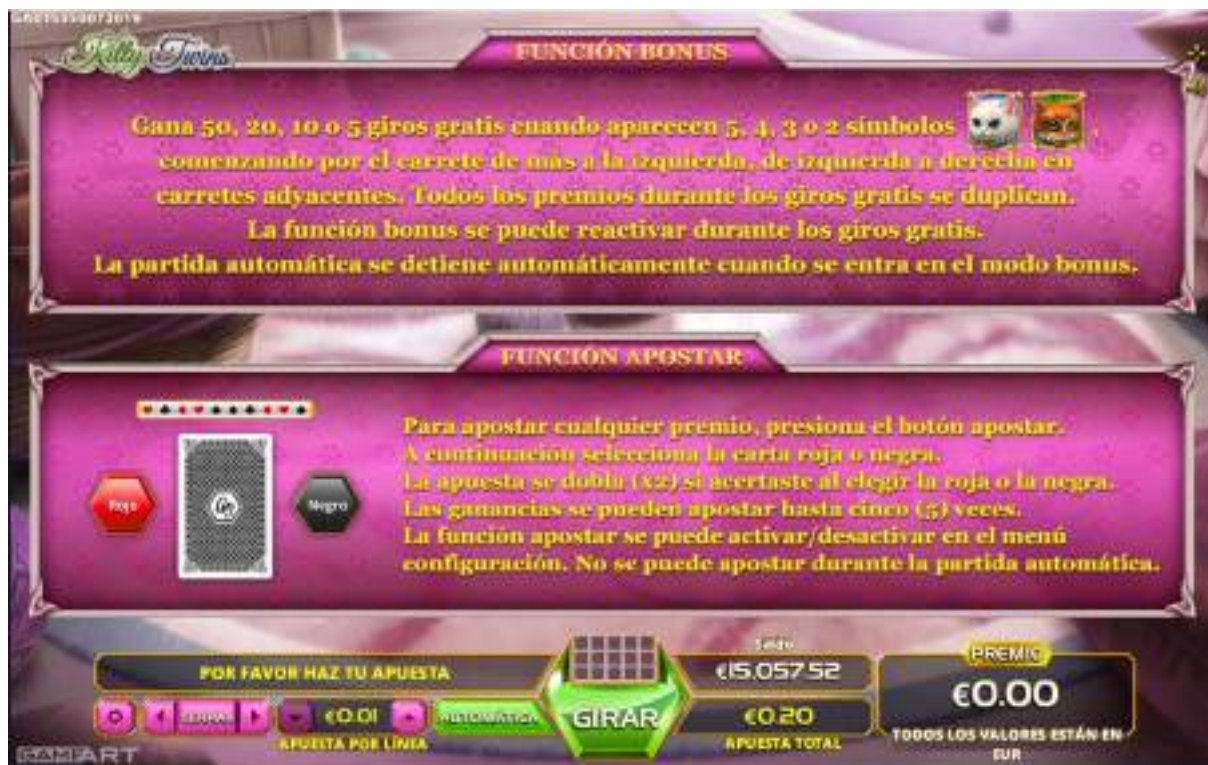 Kitty Twins
FUNCIÓN BONUS
Gana 50, 20, 10 o 5 giros gratis cuando aparecen 5, 4, 3 o 2 símbolos ,
comenzando por el carrete de más a la izquierda, de izquierda a derecha en
carretes adyacentes. Todos los premios durante los giros gratis se duplican.
La función bonus se puede reactivar durante los giros gratis.
La partida automática se detiene automáticamente cuando se entra en el modo bonus.
FUNCIÓN APOSTAR
Para apostar cualquier premio, presiona el botón apostar.
A continuación selecciona la carta roja o negra.
La apuesta se dobla (x2) si acertaste al elegir la roja o la negra.
Las ganancias se pueden apostar hasta cinco (5) veces.
La función apostar se puede activar/desactivar en el menú
configuración. No se puede apostar durante la partida automática.
Rojo
Negro
POR FAVOR HAZ TU APUESTA
CERRAR
€0.01
APUESTA POR LÍNEA
AUTOMÁTICA
GIRAR
Saldo
€15,057.52
€0.20
APUESTA TOTAL
PREMIO
€0.00
TODOS LOS VALORES ESTÁN EN
EUR
GAMEART